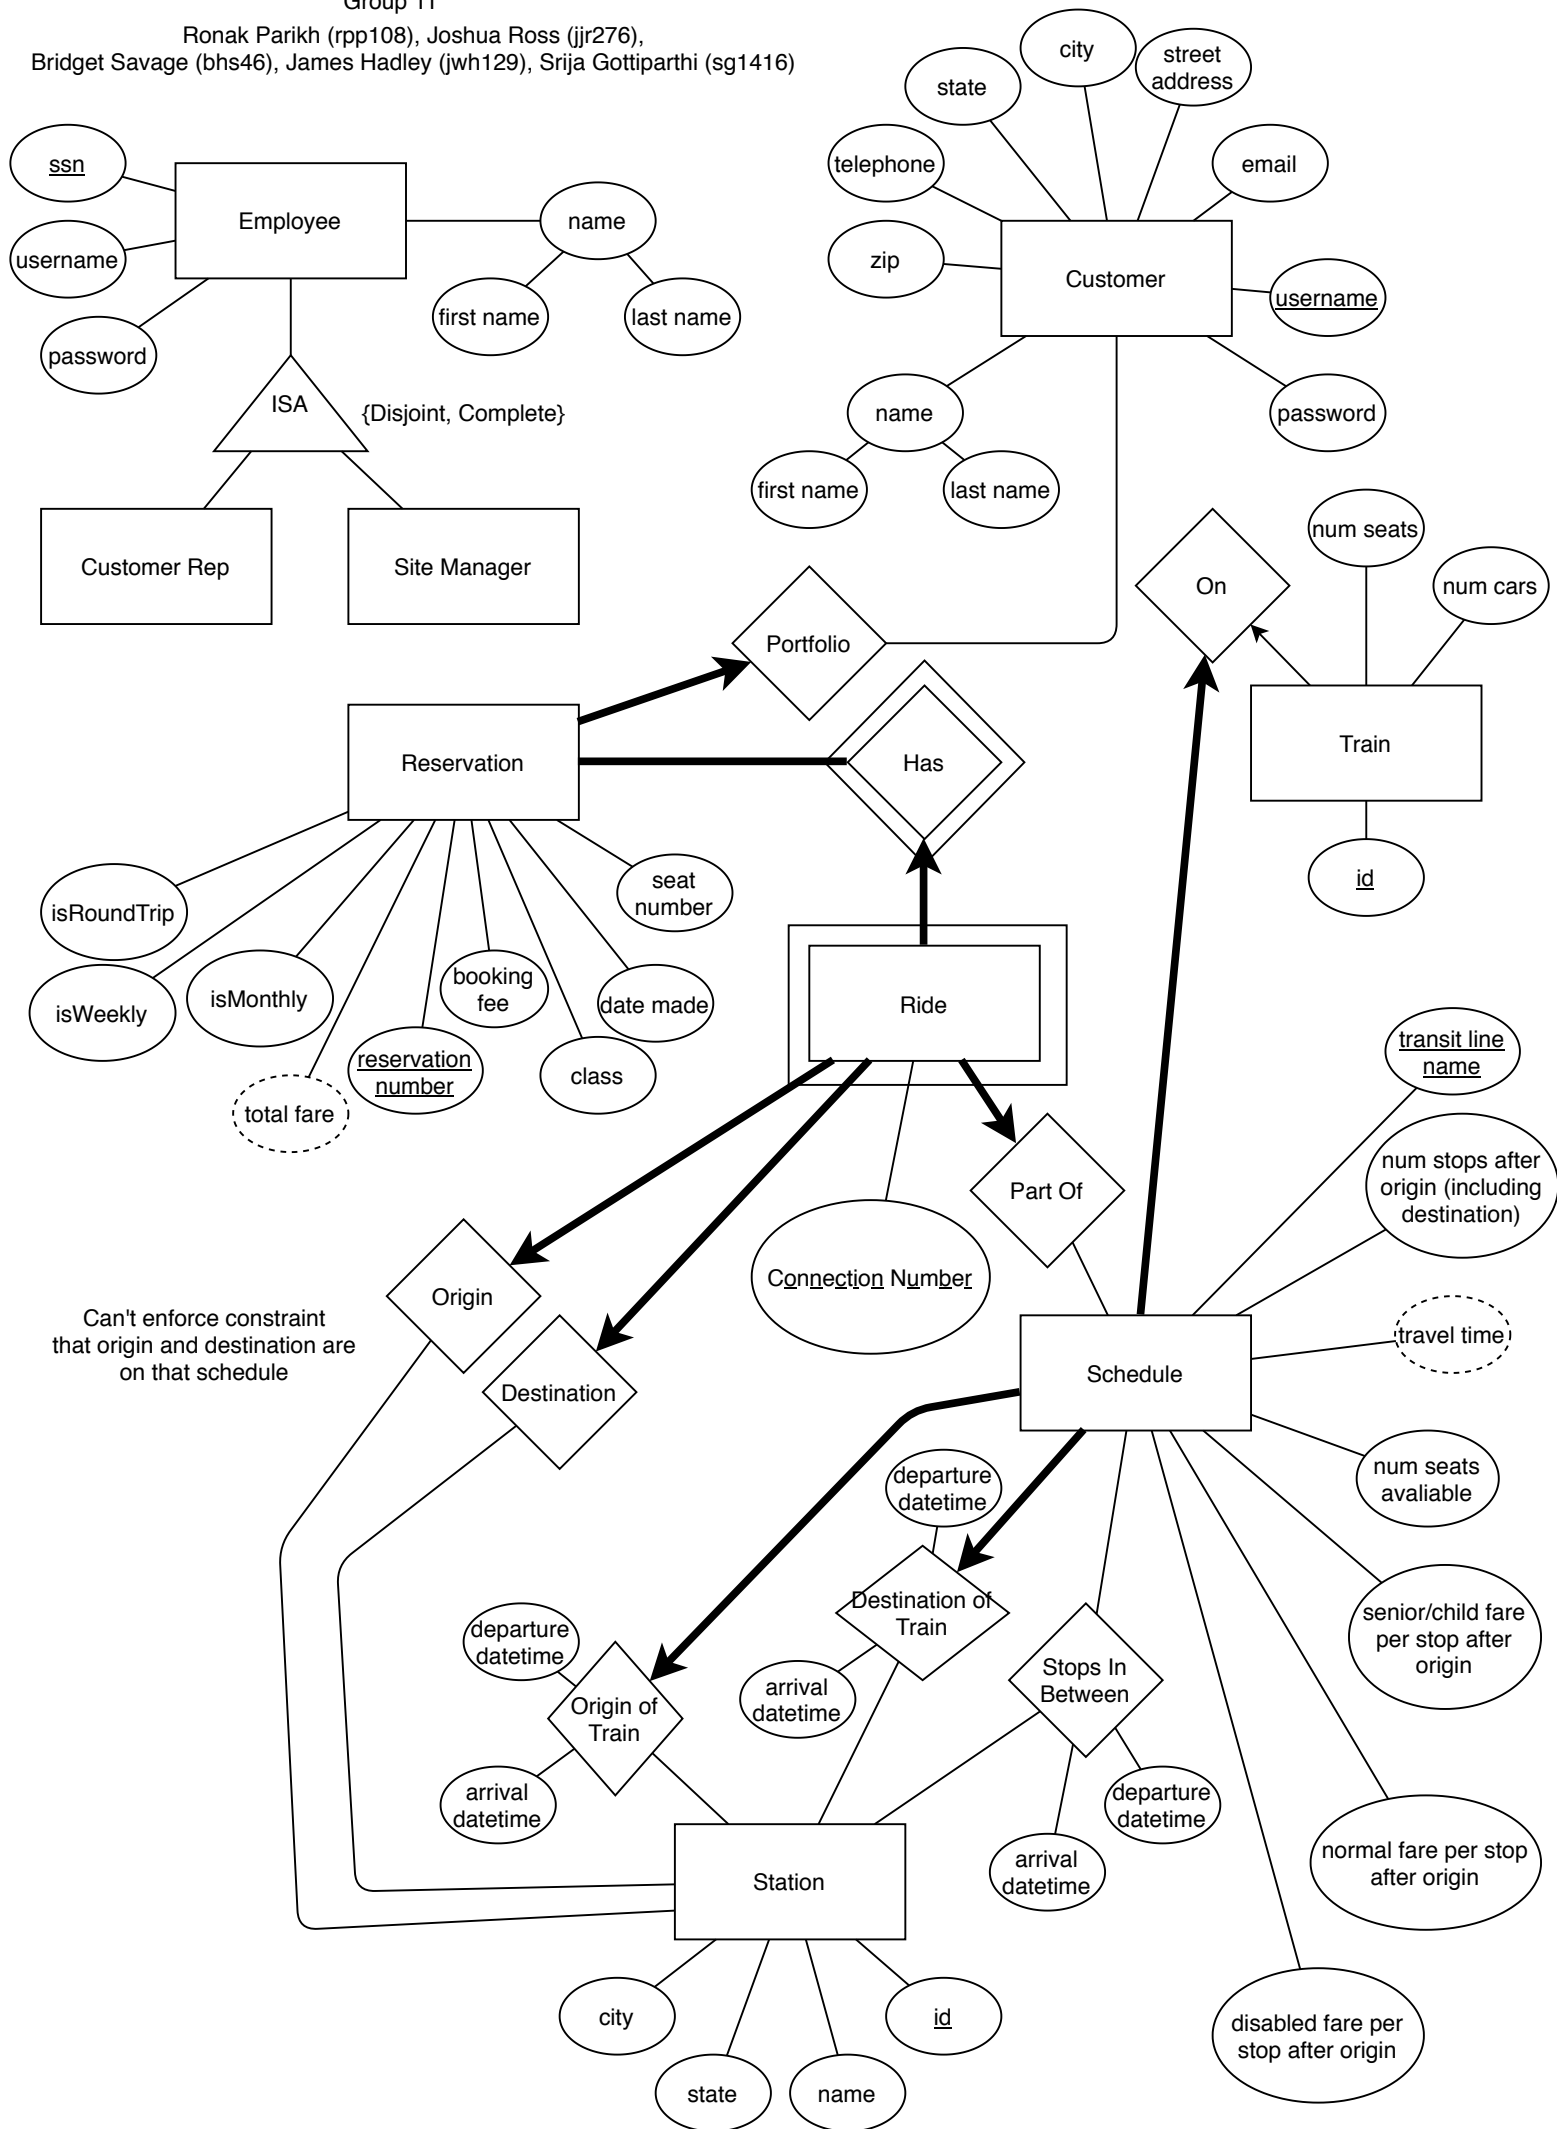 Group 11
Ronak Parikh (rpp108), Joshua Ross (jjr276),
Bridget Savage (bhs46), James Hadley (jwh129), Srija Gottiparthi (sg1416)
city
street
address
state
telephone
email
zip
Customer
username
name
first name
last name
password
ssn
Employee
name
username
first name
last name
password
ISA
{Disjoint, Complete}
Customer Rep
Site Manager
Portfolio
On
num seats
num cars
Train
id
Reservation
Has
isRoundTrip
isWeekly
isMonthly
total fare
reservation
number
booking
fee
class
date made
seat
number
Ride
Connection Number
Part Of
Origin
Destination
Can't enforce constraint
that origin and destination are
on that schedule
transit line
name
num stops after
origin (including
destination)
travel time
Schedule
num seats
avaliable
senior/child fare
per stop after
origin
normal fare per stop
after origin
disabled fare per
stop after origin
departure
datetime
Destination of
Train
arrival
datetime
departure
datetime
Origin of
Train
arrival
datetime
Stops In
Between
departure
datetime
arrival
datetime
Station
city
state
name
id